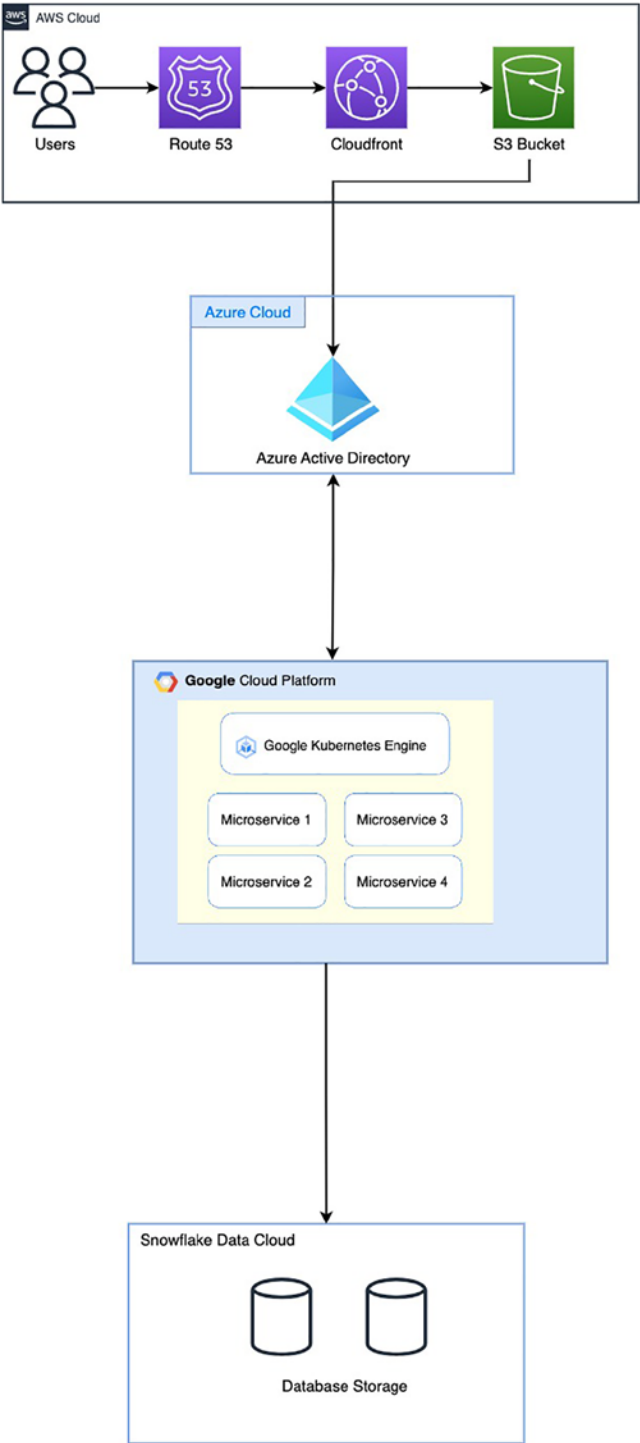 aws
AWS Cloud
53
Users
Route 53
Cloudfront
S3 Bucket
Azure Cloud
Azure Active Directory
Google Cloud Platform
Google Kubernetes Engine
Microservice 1
Microservice 3
Microservice 2
Microservice 4
Snowflake Data Cloud
Database Storage